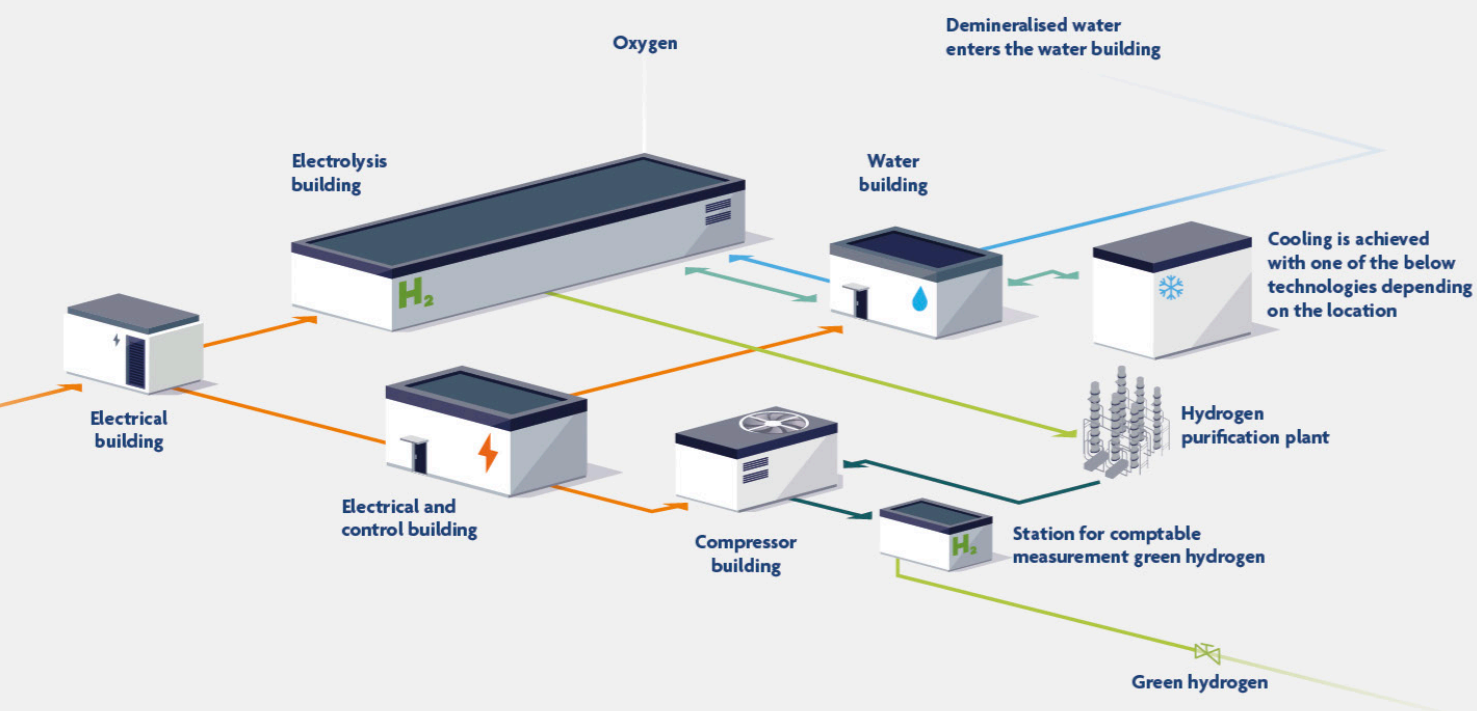 Demineralised water
enters the water building
Oxygen
Electrolysis
building
Water
building
Cooling is achieved
with one of the below
technologies depending
on the location
H₂
Electrical
building
Hydrogen
purification plant
Electrical and
control building
Compressor
building
Station for comptable
measurement green hydrogen
H₂
Green hydrogen